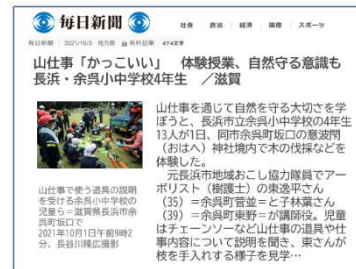 毎日新聞
社会 政治 経済 国際 スポーツ
毎日新聞 2021/10/3 地方版 有料記事 474文字
山仕事「かっこいい」 体験授業、自然守る意識も
長浜・余呉小中学校4年生 ／滋賀
山仕事で使う道具の説明
を受ける余呉小中学校の
児童ら＝滋賀県長浜市余
呉町坂口で
2021年10月1日午前9時2
分、長谷川隆広撮影
山仕事を通じて自然を守る大切さを学
ぼうと、長浜市立余呉小中学校の4年生
13人が1日、同市余呉町坂口の意波閇
（おはへ）神社境内で木の伐採などを
体験した。
元長浜市地域おこし協力隊員でアー
ボリスト（樹護士）の東逸平さん
（35）＝余呉町菅並＝と子林葉さん
（39）＝余呉町東野＝が講師役。児童
はチェーンソーなど山仕事の道具や仕
事内容について説明を聞き、東さんが
枝を手入れする様子を見学…